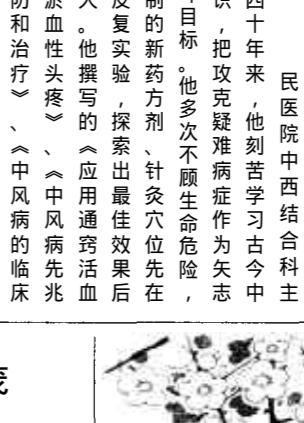 民医院中西结合科主
四十年来，他刻苦学习古今中
识，把攻克疑难病症作为矢志
目标。他多次不顾生命危险，
制的新药方剂、针灸穴位先在
反复实验，探索出最佳效果后
人。他撰写的《应用通窍活血
淤血性头疼》、《中风病先兆
防和治疗》、《中风病的临床